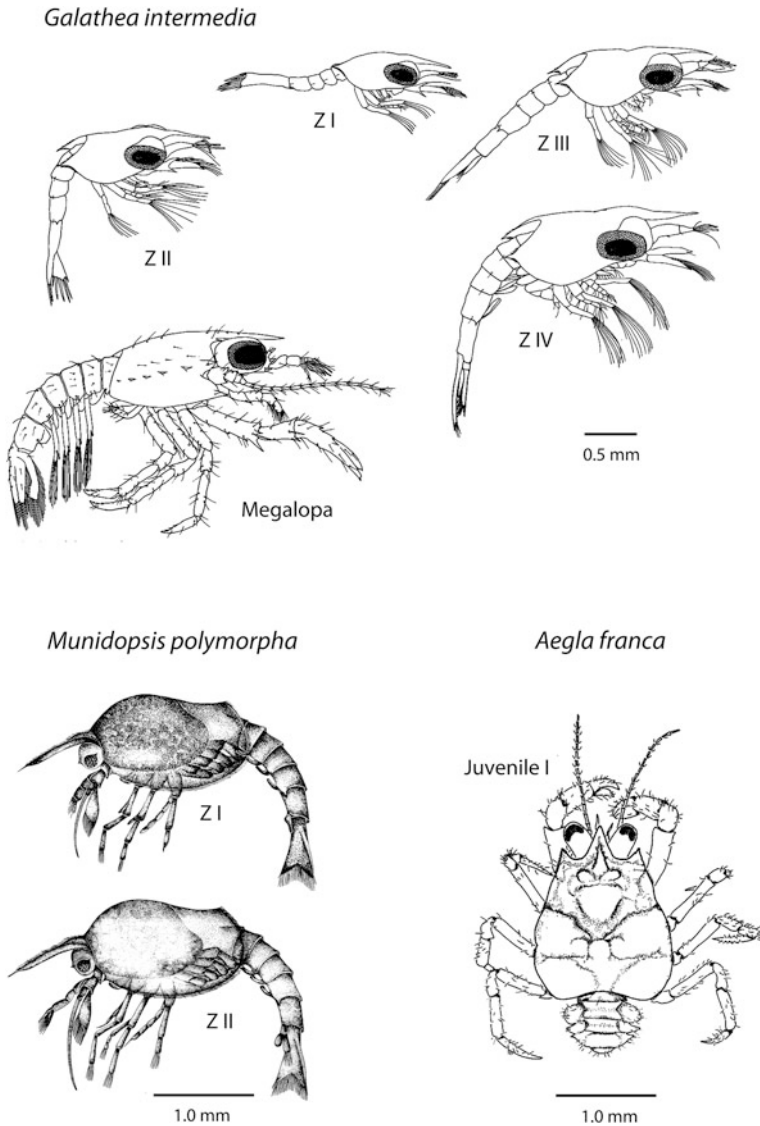 Galathea intermedia
Z I
Z III
Z II
Z IV
0.5 mm
Megalopa
Munidopsis polymorpha
Aegla franca
Juvenile I
Z I
Z II
1.0 mm
1.0 mm